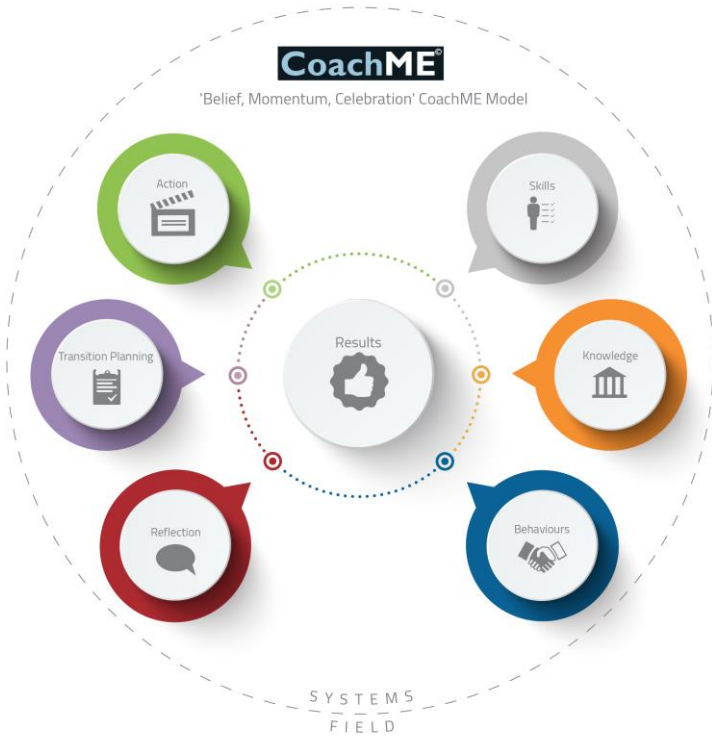 CoachME©
'Belief, Momentum, Celebration' CoachME Model
Action
Skills
Transition Planning
Results
Knowledge
Reflection
Behaviours
SYSTEMS
FIELD